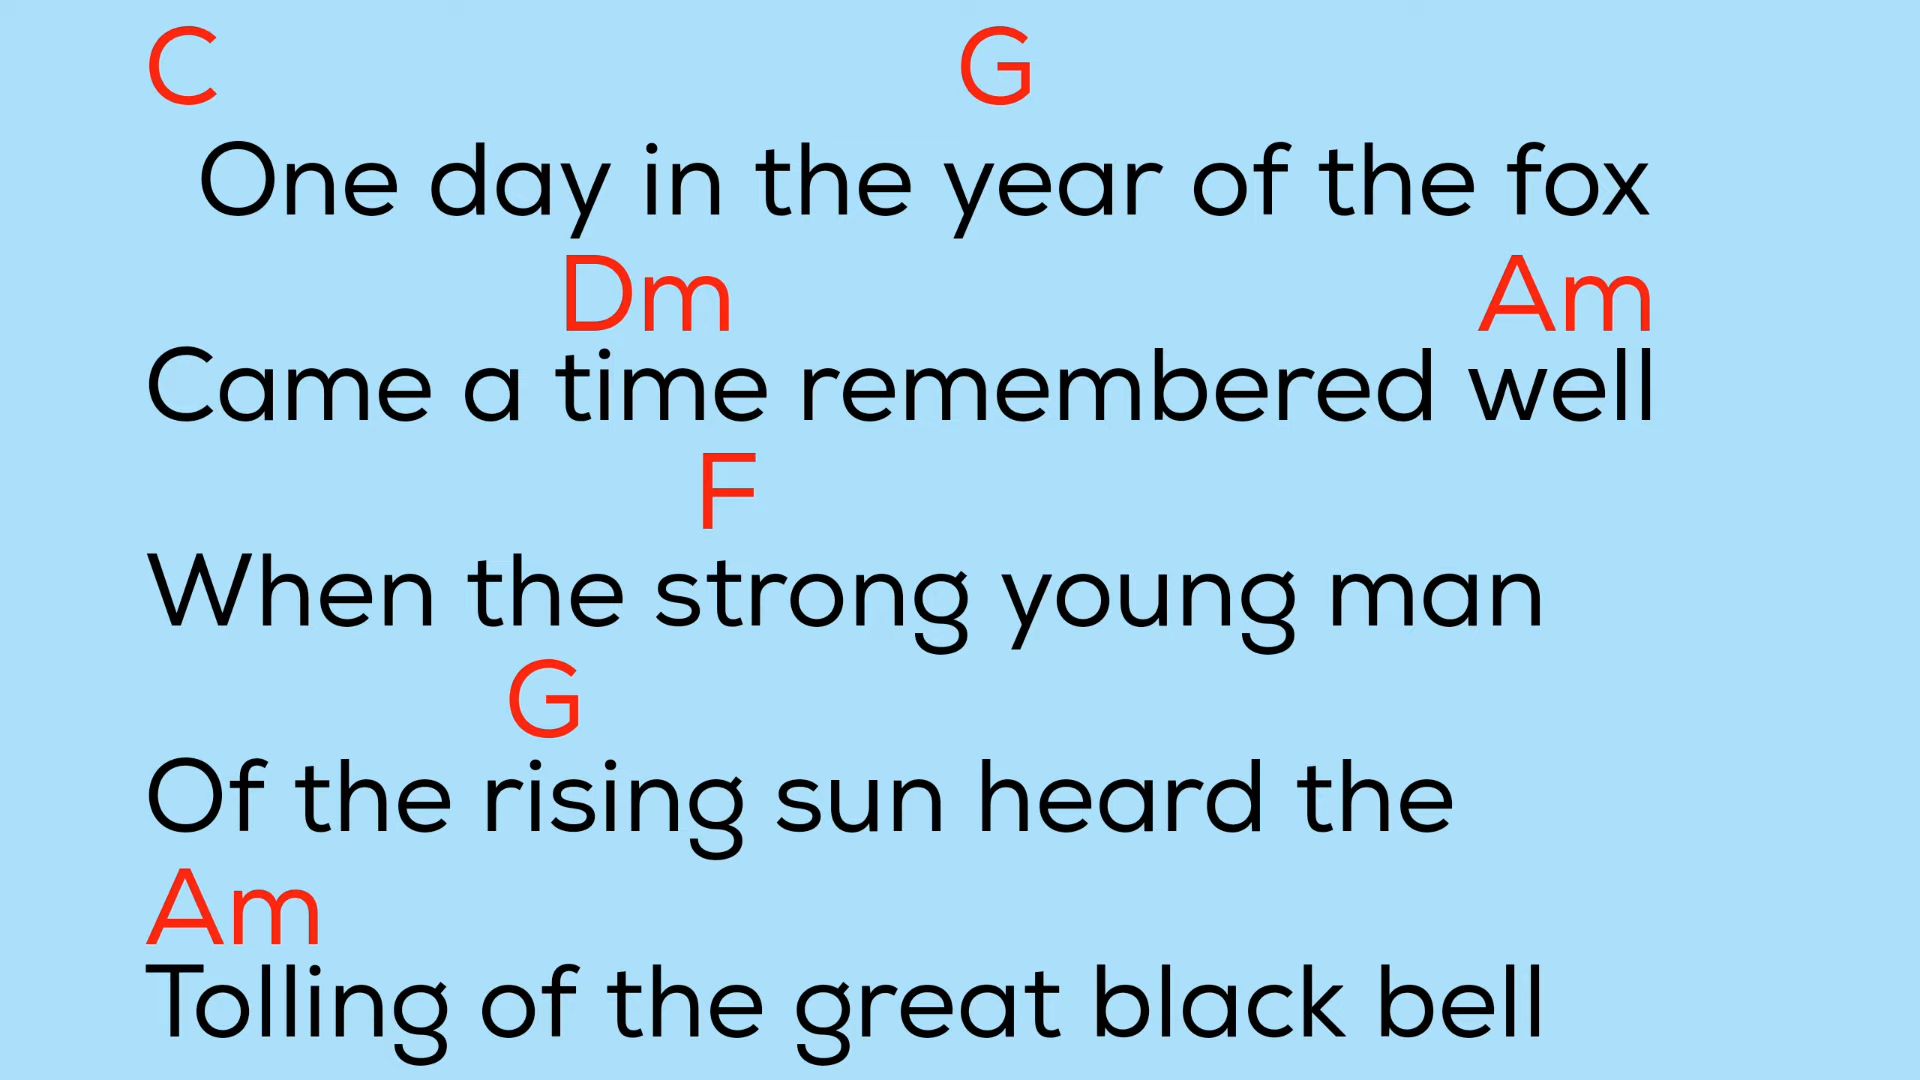 C G
One day in the year of the fox
Dm Am
Came a time remembered well
F
When the strong young man
G
Of the rising sun heard the
Am
Tolling of the great black bell